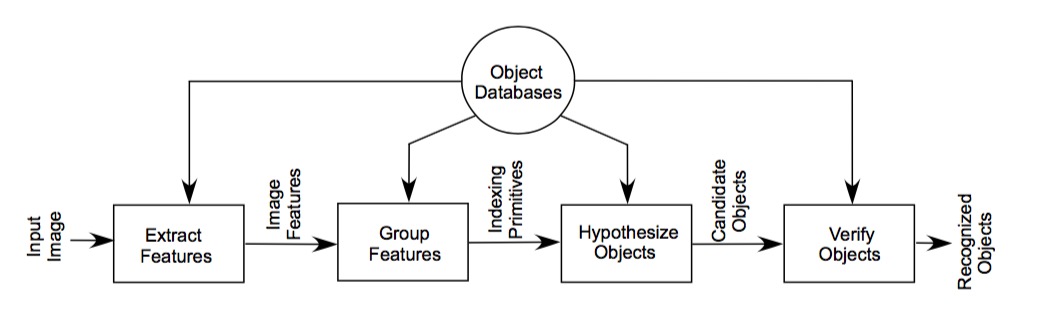 Object
Databases
Input
Image
Extract
Features
Image
Features
Group
Features
Indexing
Primitives
Hypothesize
Objects
Candidate
Objects
Verify
Objects
Recognized
Objects